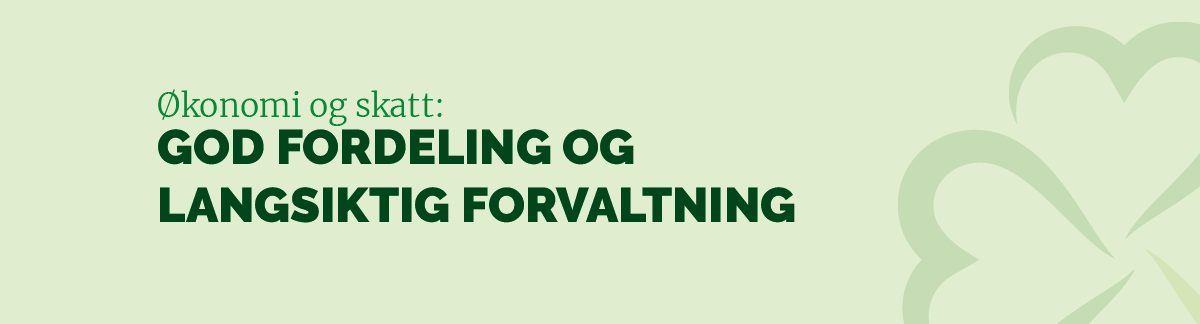 Økonomi og skatt:
GOD FORDELING OG
LANGSIKTIG FORVALTNING